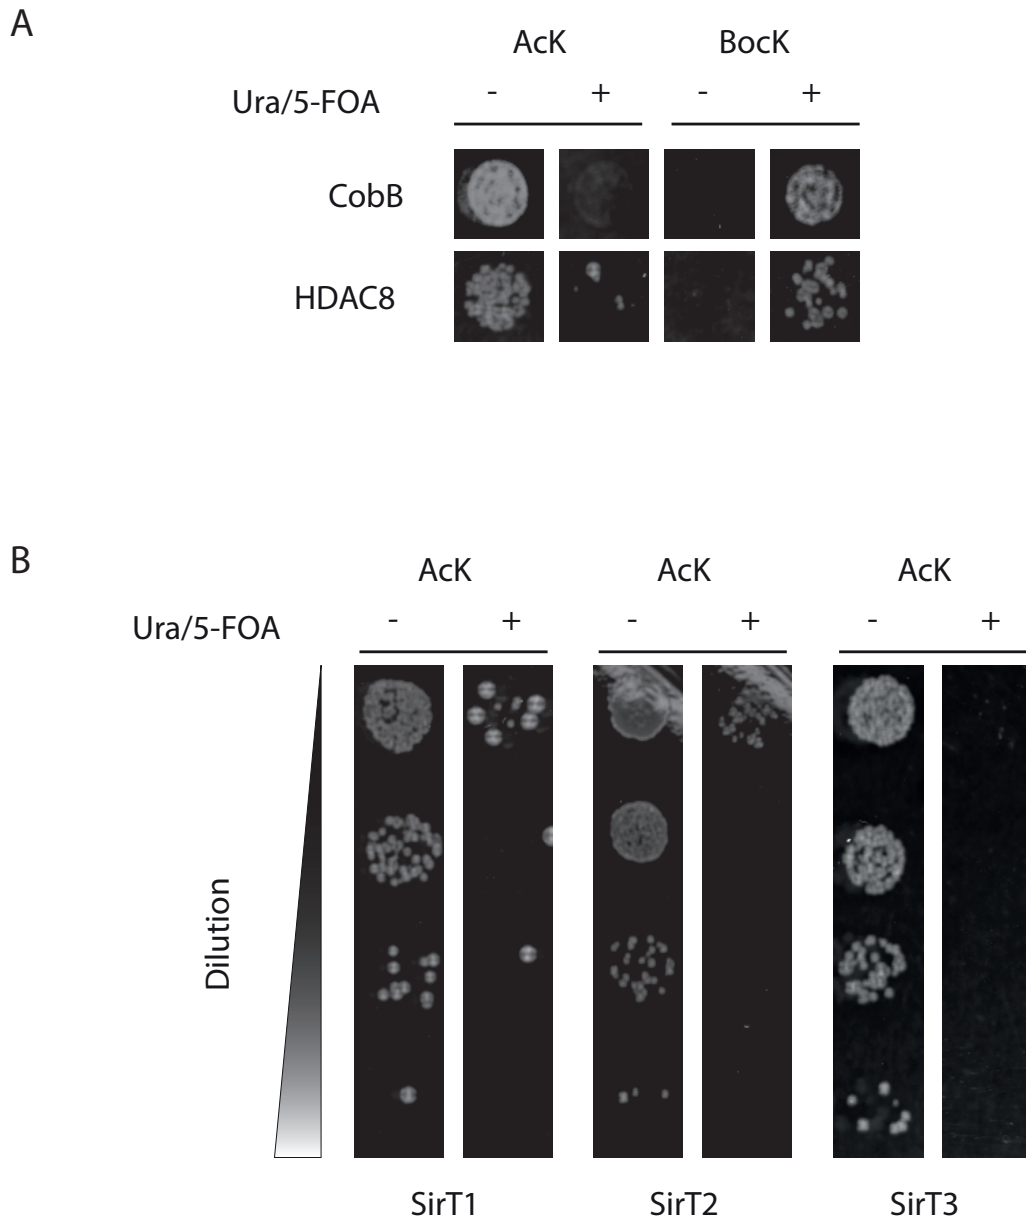 A
AcK BocK
Ura/5-FOA - + - +
CobB
HDAC8
B
AcK AcK AcK
Ura/5-FOA - + - + - +
Dilution
SirT1 SirT2 SirT3